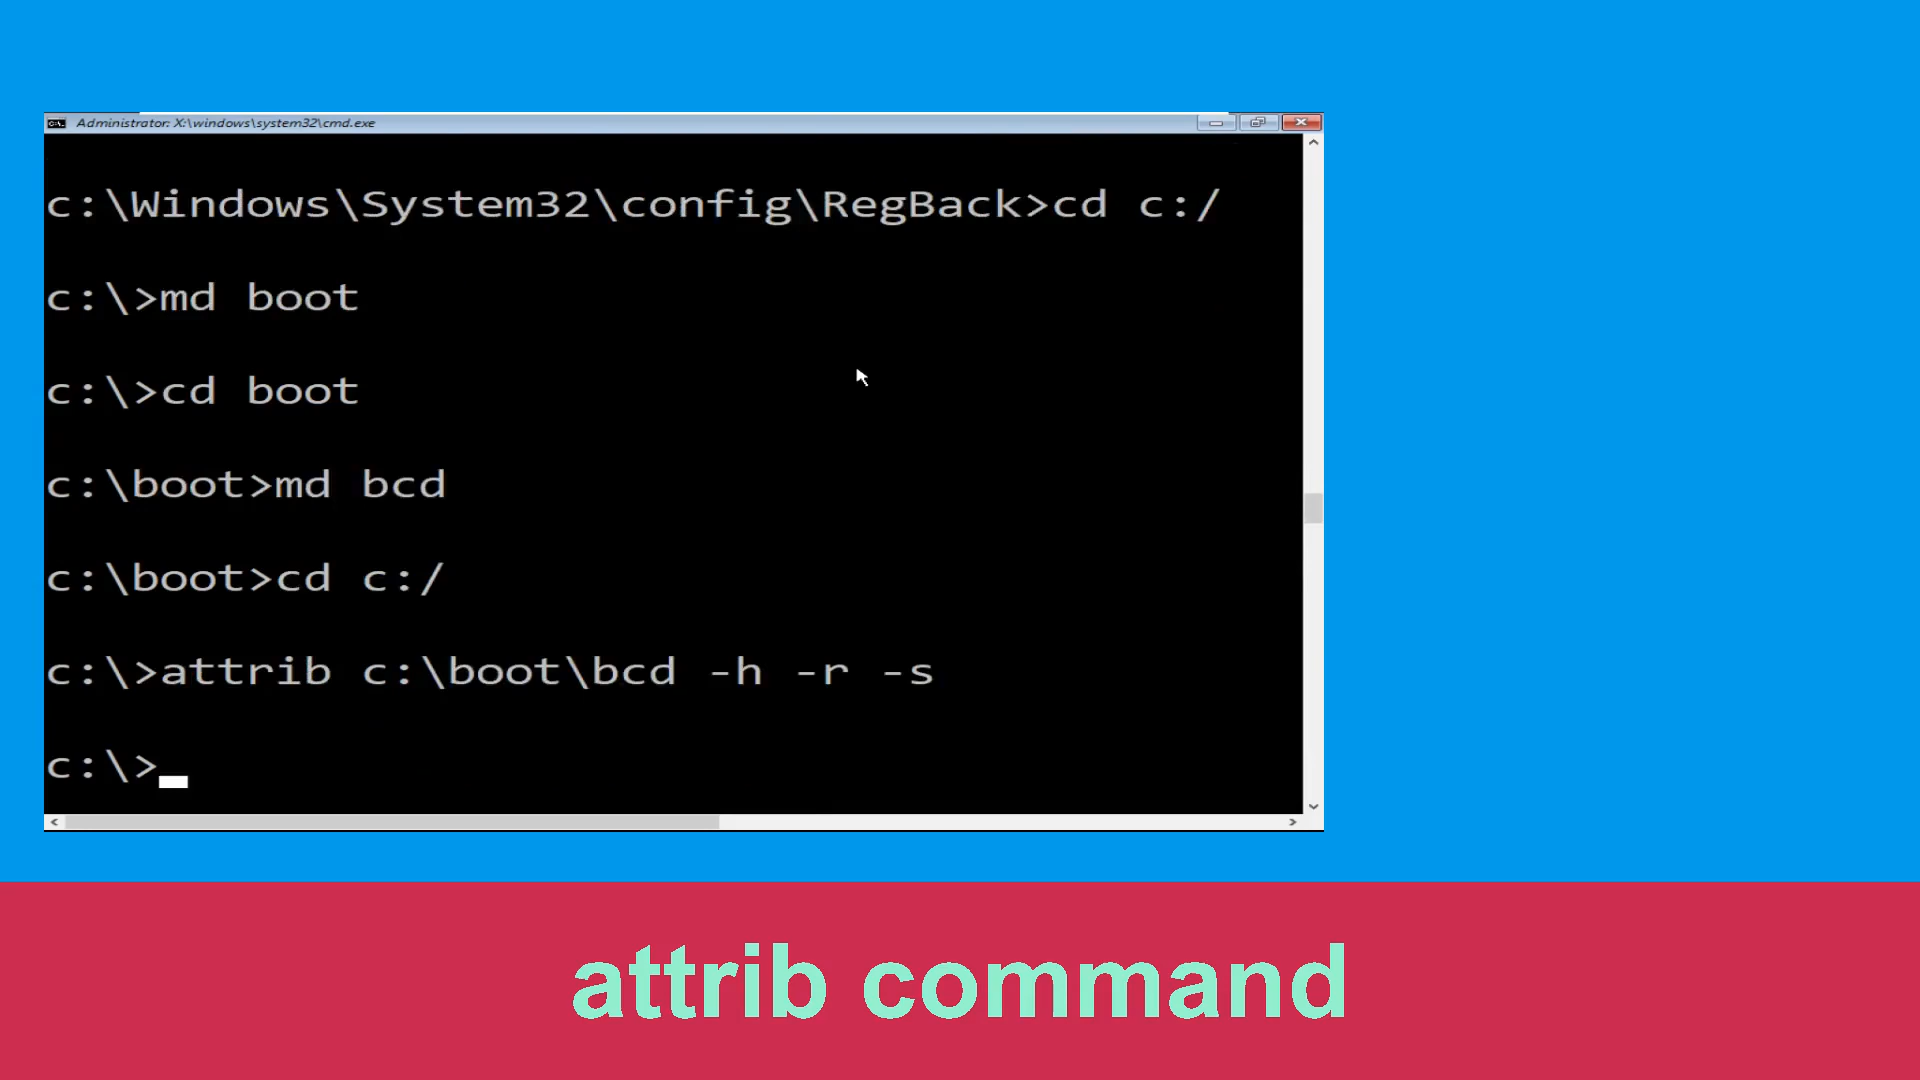 Administrator: X:\windows\system32\cmd.exe
c:\Windows\System32\config\RegBack>cd c:/
c:\>md boot
c:\>cd boot
c:\boot>md bcd
c:\boot>cd c:/
c:\>attrib c:\boot\bcd -h -r -s
c:\>
attrib command